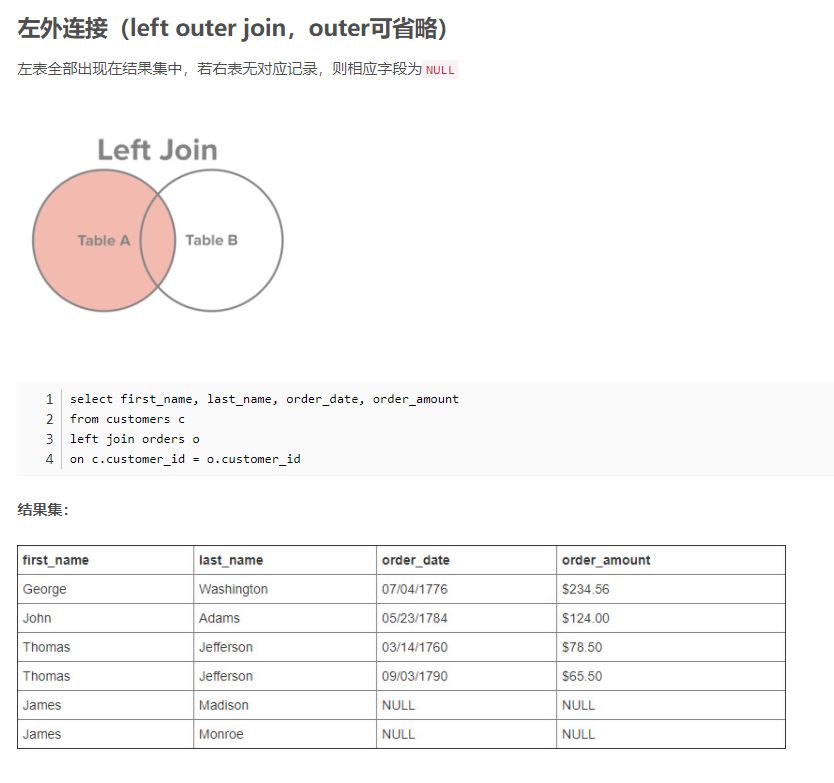 左外连接（left outer join，outer可省略）
左表全部出现在结果集中，若右表无对应记录，则相应字段为 NULL
Left Join
Table A Table B
1 select first_name, last_name, order_date, order_amount
2 from customers c
3 left join orders o
4 on c.customer_id = o.customer_id
结果集：
first_name last_name order_date order_amount
George Washington 07/04/1776 $234.56
John Adams 05/23/1784 $124.00
Thomas Jefferson 03/14/1760 $78.50
Thomas Jefferson 09/03/1790 $65.50
James Madison NULL NULL
James Monroe NULL NULL